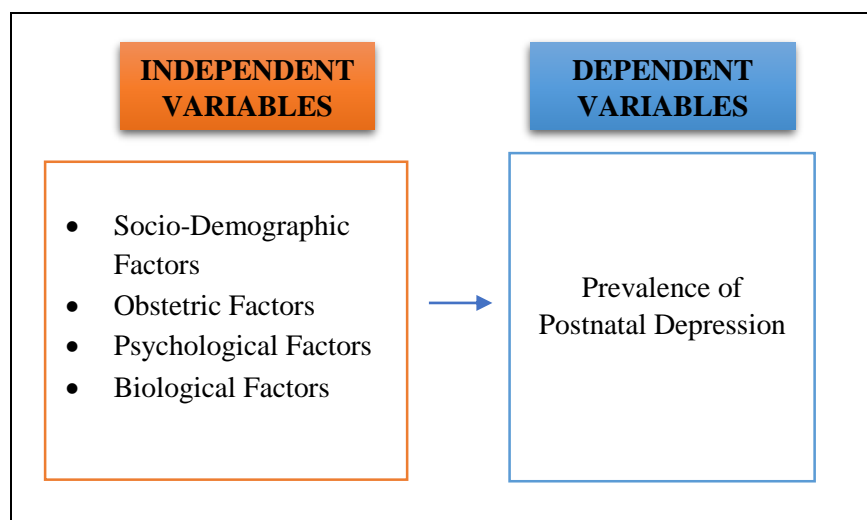 INDEPENDENT
VARIABLES
DEPENDENT
VARIABLES
• Socio-Demographic
Factors
• Obstetric Factors
• Psychological Factors
• Biological Factors
Prevalence of
Postnatal Depression